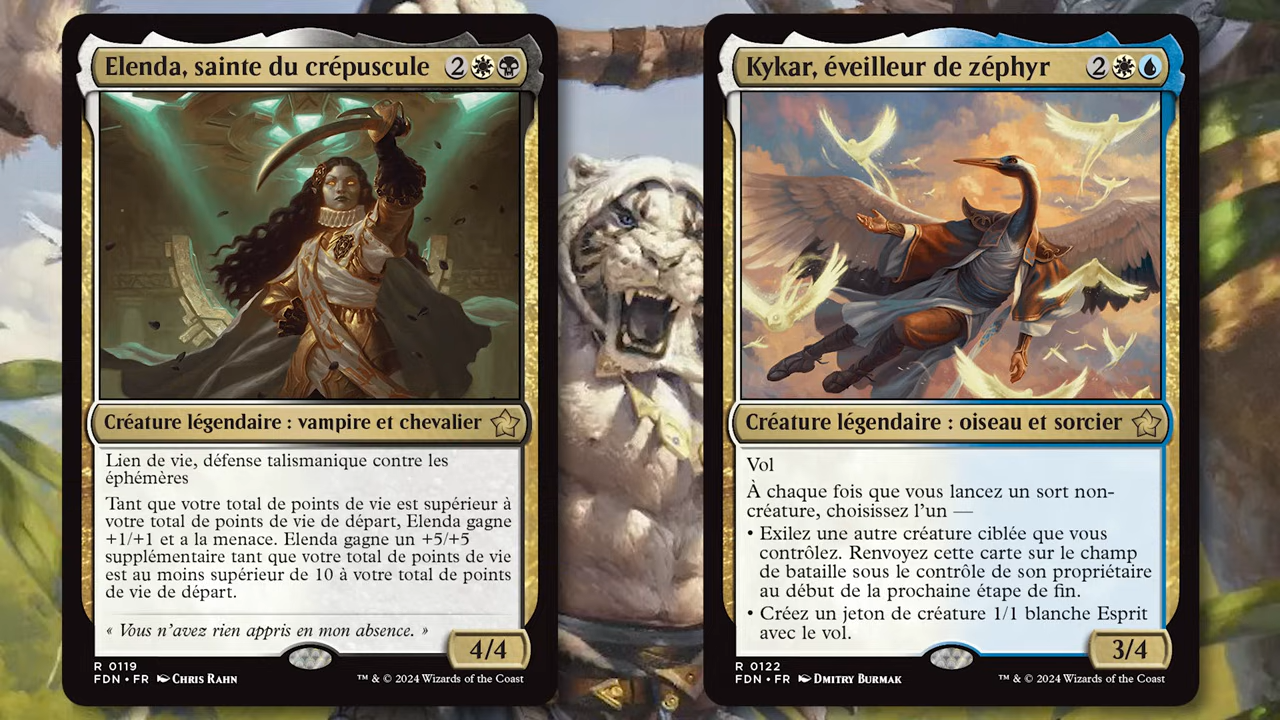 Elenda, sainte du crépuscule 2
Créature légendaire : vampire et chevalier
Lien de vie, défense talismanique contre les
éphémères
Tant que votre total de points de vie est supérieur à
votre total de points de vie de départ, Elenda gagne
+1/+1 et a la menace. Elenda gagne un +5/+5
supplémentaire tant que votre total de points de vie
est au moins supérieur de 10 à votre total de points
de vie de départ.
« Vous n'avez rien appris en mon absence. »
4/4
R 0119
FDN • FR Chris Rahn
™ & © 2024 Wizards of the Coast
Kykar, éveilleur de zéphyr 2
Créature légendaire : oiseau et sorcier
Vol
À chaque fois que vous lancez un sort non-
créature, choisissez l'un —
• Exilez une autre créature ciblée que vous
contrôlez. Renvoyez cette carte sur le champ
de bataille sous le contrôle de son propriétaire
au début de la prochaine étape de fin.
• Créez un jeton de créature 1/1 blanche Esprit
avec le vol.
3/4
R 0122
FDN • FR Dmitry Burmak
™ & © 2024 Wizards of the Coast